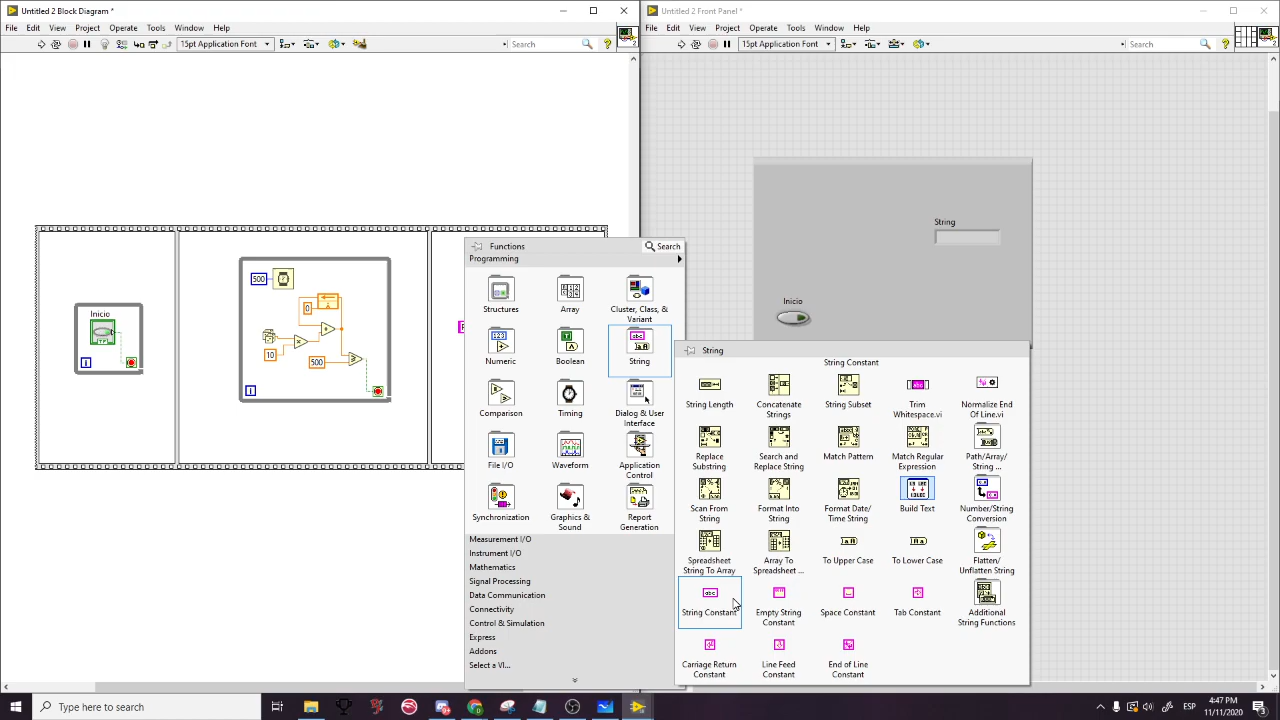 Untitled 2 Block Diagram *
File Edit View Project Operate Tools Window Help
15pt Application Font
Search
Untitled 2 Front Panel *
File Edit View Project Operate Tools Window Help
15pt Application Font
Search
Inicio
TF
i
500
0
10
500
i
String
Inicio
Functions
Search
Programming
Structures
Array
Cluster, Class, & Variant
Numeric
Boolean
String
Comparison
Timing
Dialog & User Interface
File I/O
Waveform
Application Control
Synchronization
Graphics & Sound
Report Generation
Measurement I/O
Instrument I/O
Mathematics
Signal Processing
Data Communication
Connectivity
Control & Simulation
Express
Addons
Select a VI...
String
String Constant
String Length
Concatenate Strings
String Subset
Trim Whitespace.vi
Normalize End Of Line.vi
Replace Substring
Search and Replace String
Match Pattern
Match Regular Expression
Path/Array/ String ...
Scan From String
Format Into String
Format Date/ Time String
Build Text
Number/String Conversion
Spreadsheet String To Array
Array To Spreadsheet ...
To Upper Case
To Lower Case
Flatten/ Unflatten String
String Constant
Empty String Constant
Space Constant
Tab Constant
Additional String Functions
Carriage Return Constant
Line Feed Constant
End of Line Constant
Type here to search
ESP
4:47 PM
11/11/2020